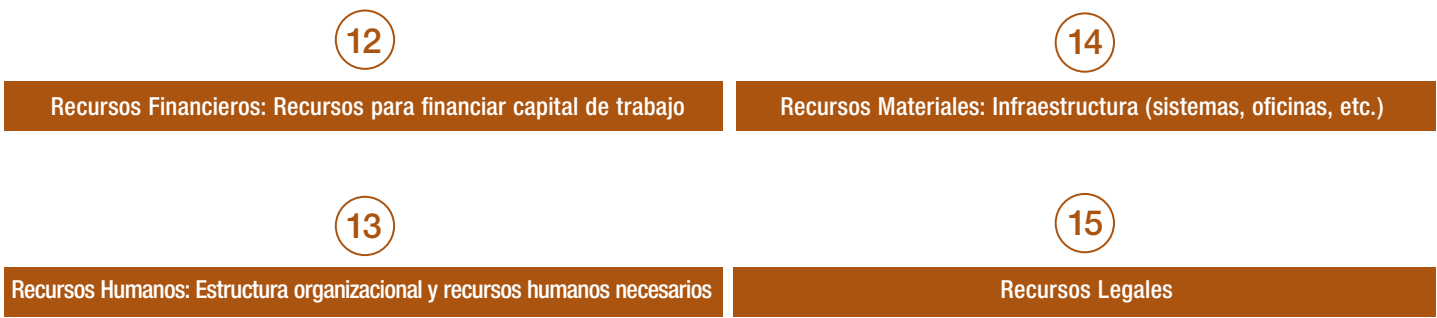 12
Recursos Financieros: Recursos para financiar capital de trabajo
14
Recursos Materiales: Infraestructura (sistemas, oficinas, etc.)
13
Recursos Humanos: Estructura organizacional y recursos humanos necesarios
15
Recursos Legales